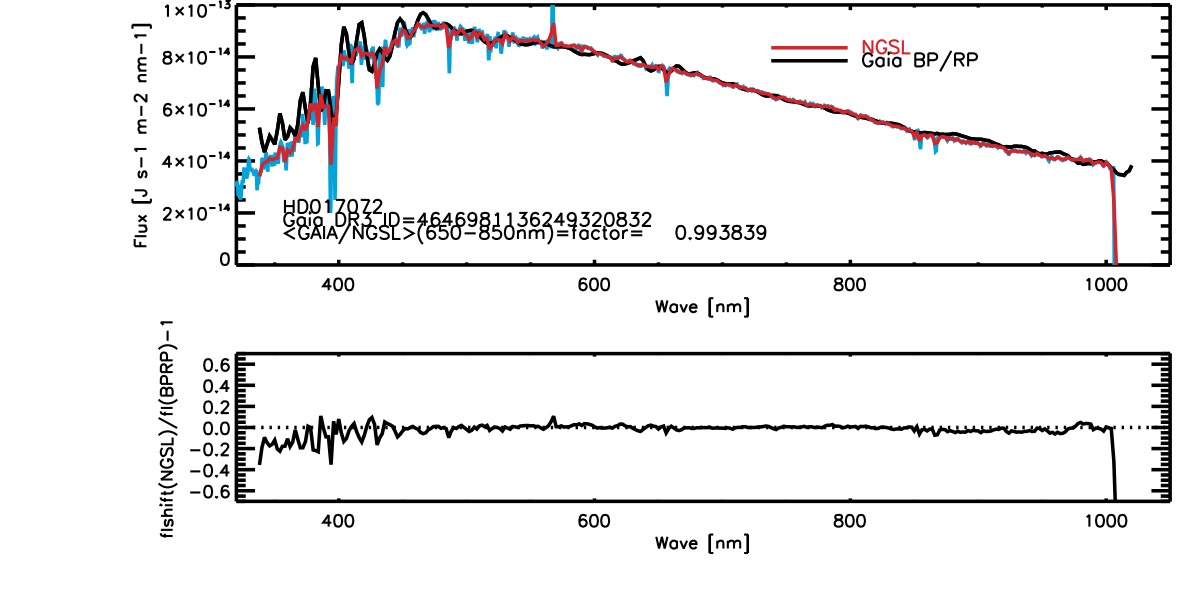 1×10−13
8×10−14
6×10−14
4×10−14
2×10−14
0
Flux [J s−1 m−2 nm−1]
NGSL
Gaia BP/RP
HD017072
Gaia DR3 ID=4646981136249320832
<GAIA/NGSL>(650−850nm)=factor= 0.993839
400 600 800 1000
Wave [nm]
flshift(NGSL)/fl(BPRP)−1
0.6
0.4
0.2
0.0
−0.2
−0.4
−0.6
400 600 800 1000
Wave [nm]